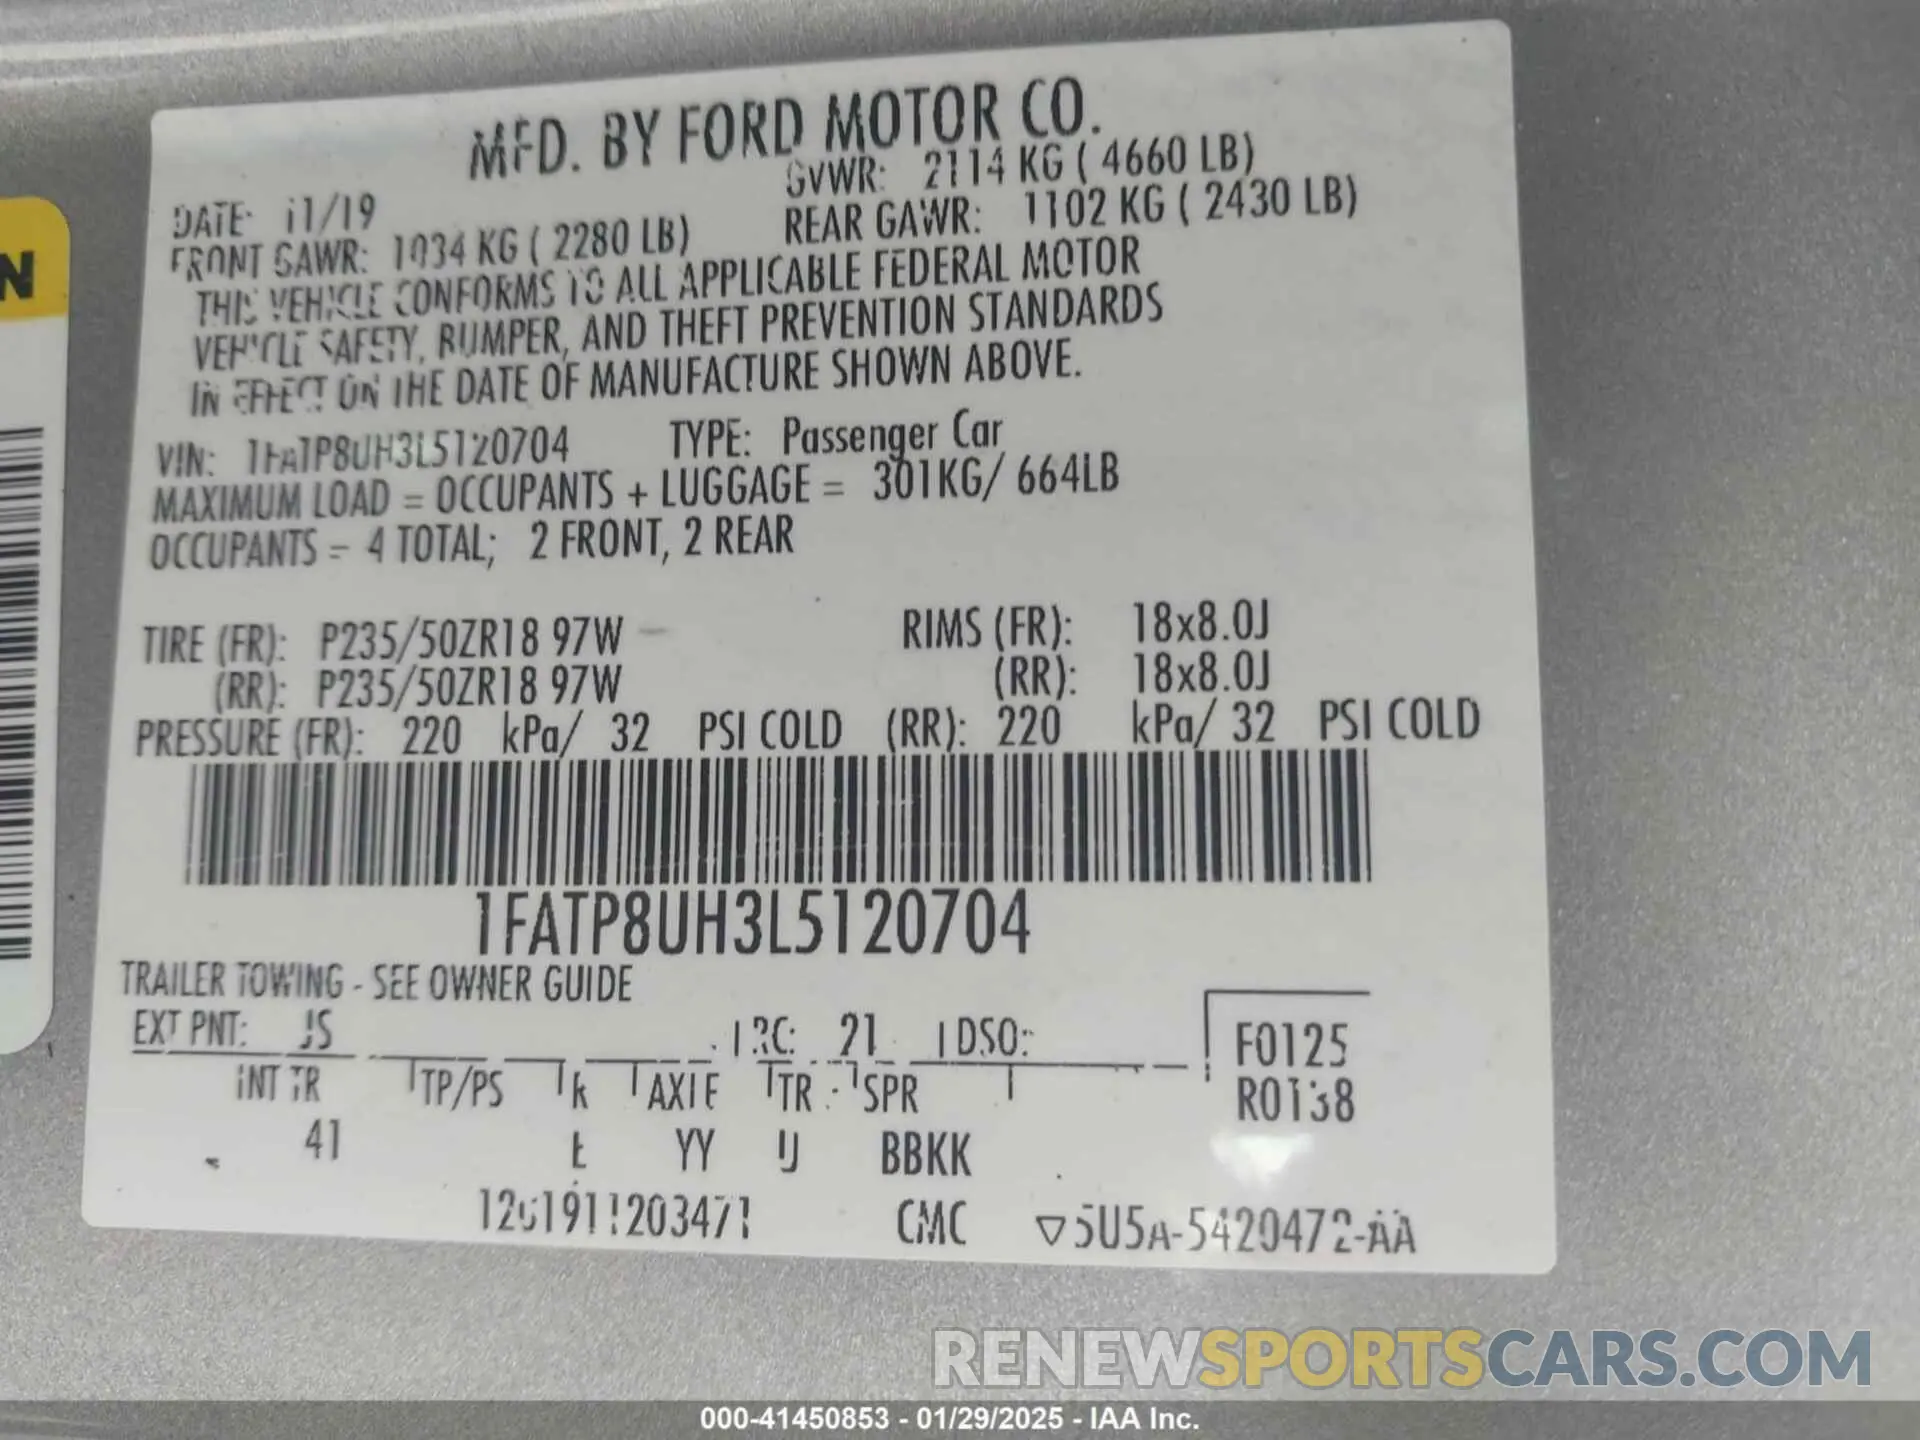 MFD. BY FORD MOTOR CO.
DATE: 11/19 GVWR: 2114 KG ( 4660 LB)
FRONT GAWR: 1034 KG ( 2280 LB) REAR GAWR: 1102 KG ( 2430 LB)
THIS VEHICLE CONFORMS TO ALL APPLICABLE FEDERAL MOTOR
VEHICLE SAFETY, BUMPER, AND THEFT PREVENTION STANDARDS
IN EFFECT ON THE DATE OF MANUFACTURE SHOWN ABOVE.
VIN: 1FATP8UH3L5120704 TYPE: Passenger Car
MAXIMUM LOAD = OCCUPANTS + LUGGAGE = 301KG/ 664LB
OCCUPANTS = 4 TOTAL; 2 FRONT, 2 REAR
TIRE (FR): P235/50ZR18 97W RIMS (FR): 18x8.0J
(RR): P235/50ZR18 97W (RR): 18x8.0J
PRESSURE (FR): 220 kPa/ 32 PSI COLD (RR): 220 kPa/ 32 PSI COLD
1FATP8UH3L5120704
TRAILER TOWING - SEE OWNER GUIDE
EXT PNT: JS RC: 21 DSO: F0125
INT TR TP/PS R AXLE TR SPR R0138
41 YY U BBKK
CMC ▽5U5A-5420472-AA
N
RENEWSPORTSCARS.COM
000-41450853 - 01/29/2025 - IAA Inc.